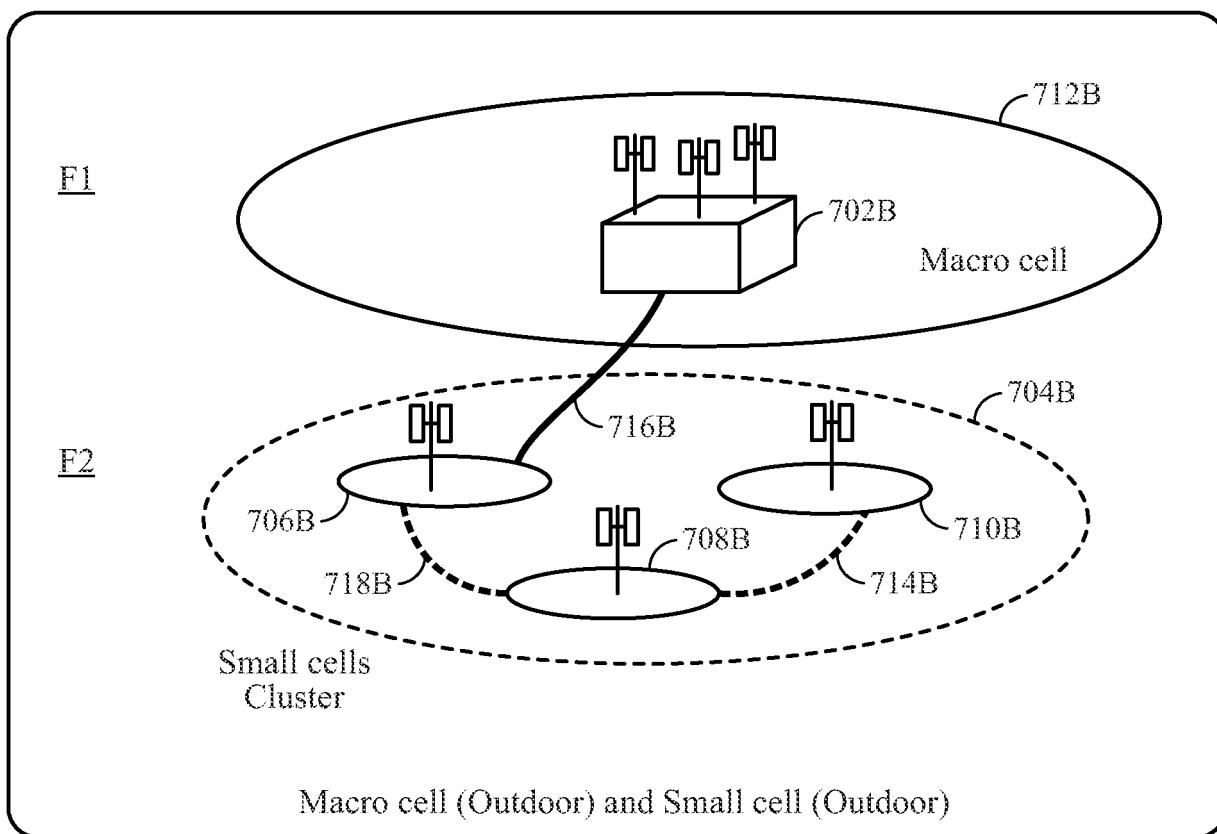 712B
F1
702B
Macro cell
704B
716B
F2
706B
708B
710B
718B
714B
Small cells
Cluster
Macro cell (Outdoor) and Small cell (Outdoor)